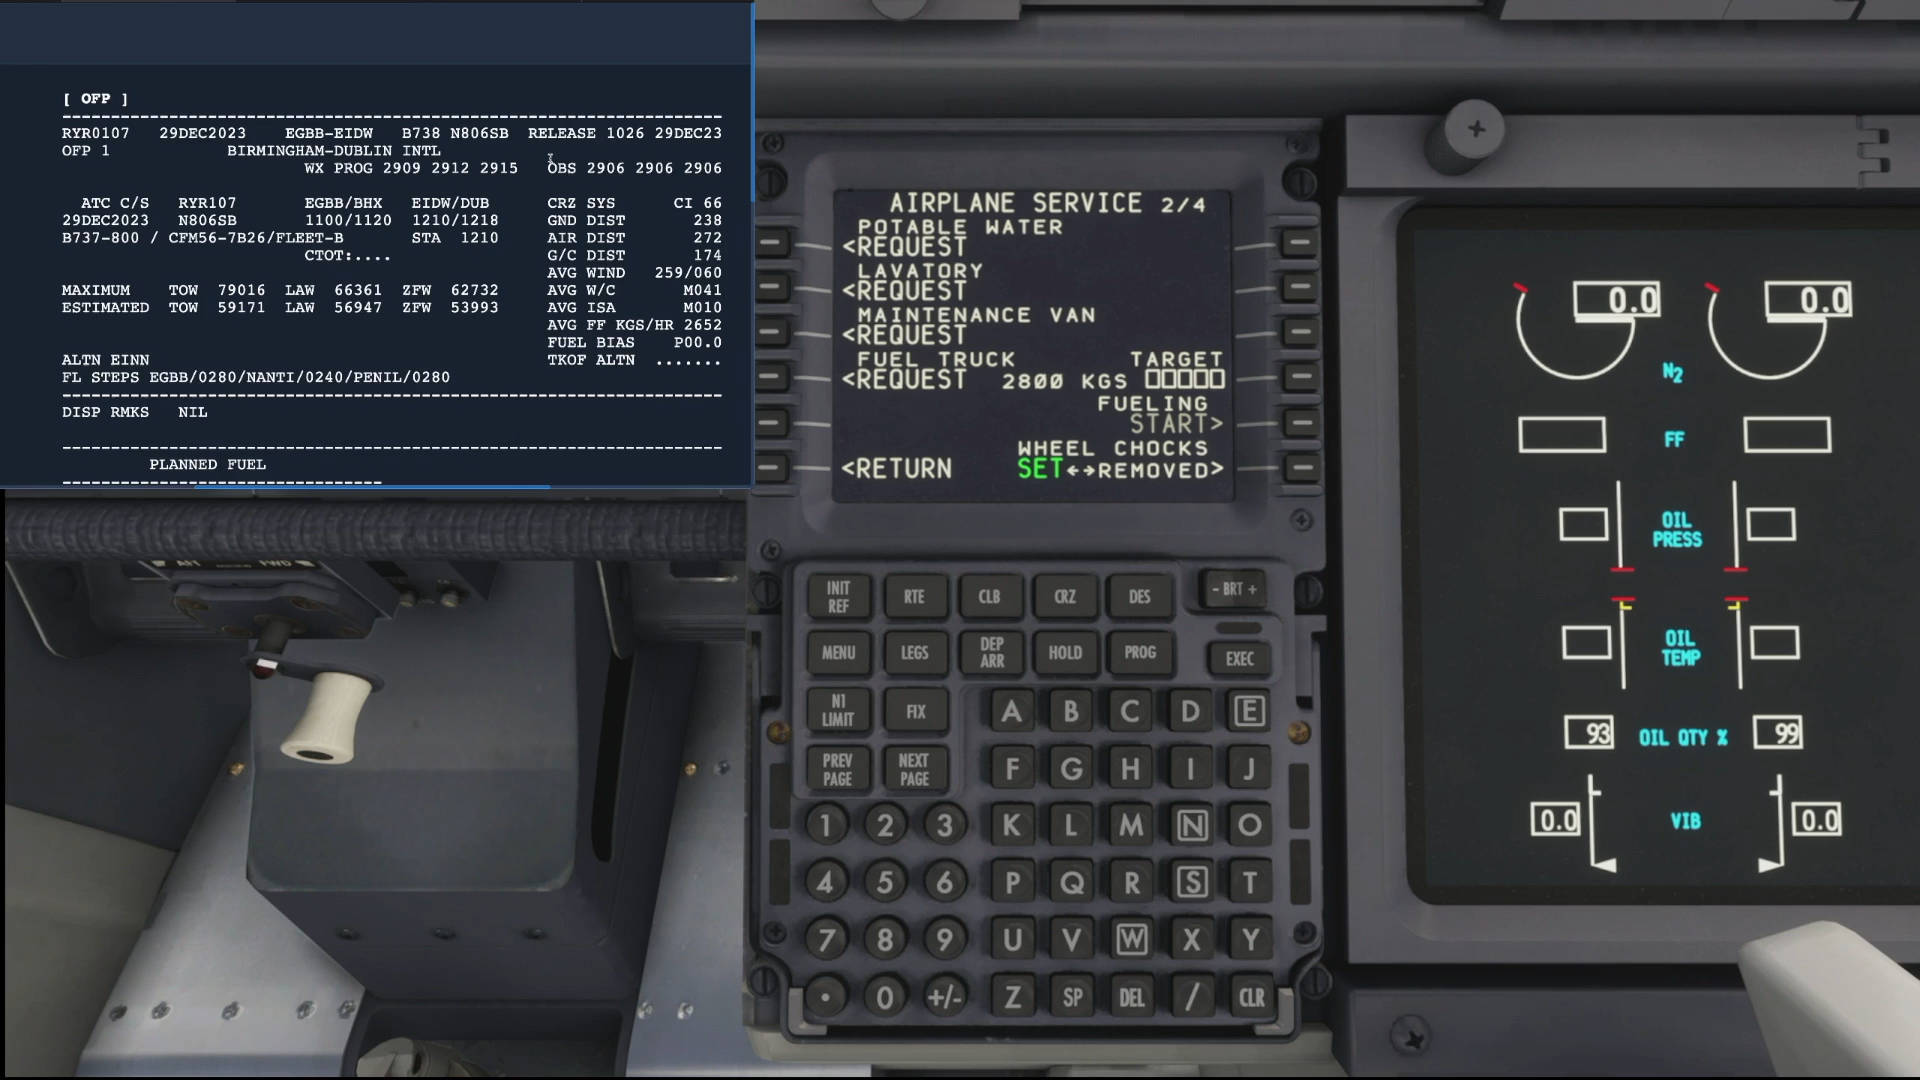 [ OFP ]
RYR0107 29DEC2023 EGBB-EIDW B738 N806SB RELEASE 1026 29DEC23
OFP 1 BIRMINGHAM-DUBLIN INTL
WX PROG 2909 2912 2915 OBS 2906 2906 2906
ATC C/S RYR107 EGBB/BHX EIDW/DUB CRZ SYS CI 66
29DEC2023 N806SB 1100/1120 1210/1218 GND DIST 238
B737-800 / CFM56-7B26/FLEET-B STA 1210 AIR DIST 272
CTOT:.... G/C DIST 174
AVG WIND 259/060
MAXIMUM TOW 79016 LAW 66361 ZFW 62732 AVG W/C M041
ESTIMATED TOW 59171 LAW 56947 ZFW 53993 AVG ISA M010
AVG FF KGS/HR 2652
FUEL BIAS P00.0
ALTN EINN TKOF ALTN .......
FL STEPS EGBB/0280/NANTI/0240/PENIL/0280
DISP RMKS NIL
PLANNED FUEL
AIRPLANE SERVICE 2/4
POTABLE WATER
<REQUEST
LAVATORY
<REQUEST
MAINTENANCE VAN
<REQUEST
FUEL TRUCK TARGET
<REQUEST 2800 KGS □□□□□
FUELING
START>
WHEEL CHOCKS
<RETURN SET←→REMOVED>
INIT REF RTE CLB CRZ DES - BRT +
MENU LEGS DEP ARR HOLD PROG EXEC
N1 LIMIT FIX A B C D E
PREV PAGE NEXT PAGE F G H I J
1 2 3 K L M N O
4 5 6 P Q R S T
7 8 9 U V W X Y
. 0 +/- Z SP DEL / CLR
0.0 0.0
N2
FF
OIL PRESS
OIL TEMP
93 OIL QTY % 99
0.0 VIB 0.0